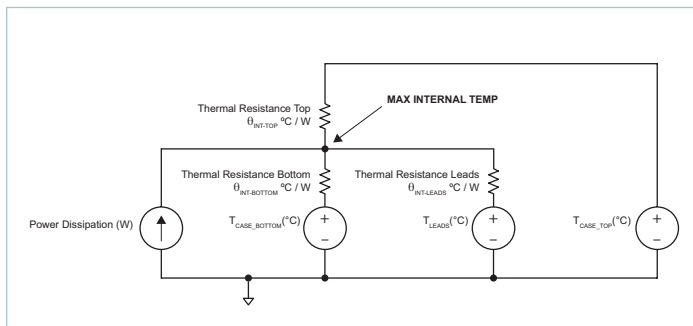 MAX INTERNAL TEMP
Thermal Resistance Top
θINT-TOP ºC / W
Thermal Resistance Bottom
θINT-BOTTOM ºC / W
Thermal Resistance Leads
θINT-LEADS ºC / W
Power Dissipation (W)
TCASE_BOTTOM(°C)
+
–
TLEADS(°C)
+
–
TCASE_TOP(°C)
+
–